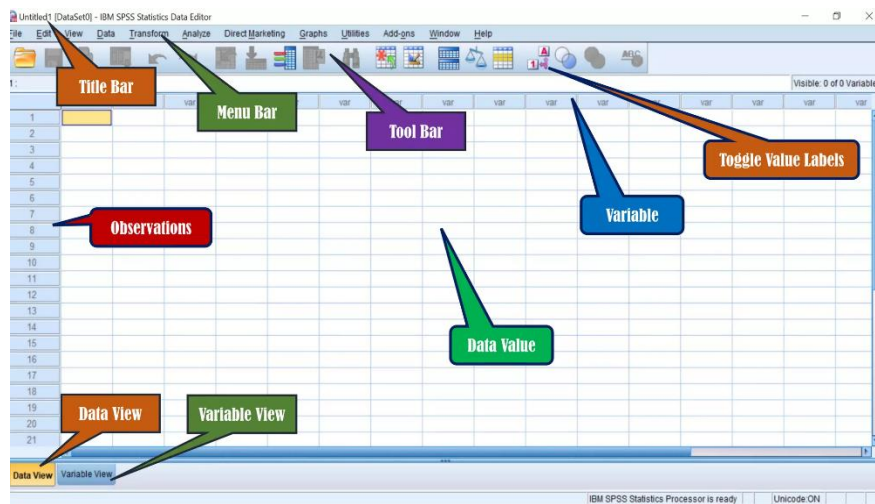 Untitled1 [DataSet0] - IBM SPSS Statistics Data Editor
File Edit View Data Transform Analyze Direct Marketing Graphs Utilities Add-ons Window Help
1 :
Visible: 0 of 0 Variable
Title Bar
Menu Bar
Tool Bar
Toggle Value Labels
var var var var var var var var var var var
1
2
3
4
5
6
7
8
9
10
11
12
13
14
15
16
17
18
19
20
21
Variable
Observations
Data Value
Data View
Variable View
Data View Variable View
IBM SPSS Statistics Processor is ready Unicode:ON